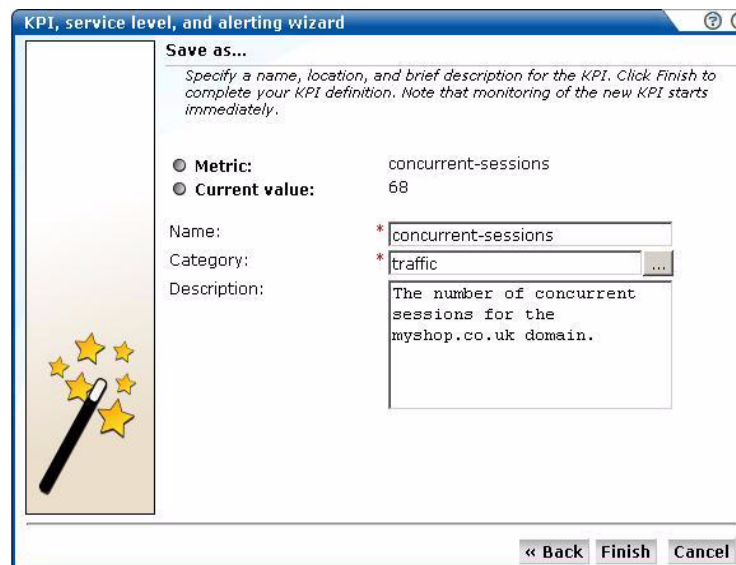 KPI, service level, and alerting wizard ?
Save as...
Specify a name, location, and brief description for the KPI. Click Finish to
complete your KPI definition. Note that monitoring of the new KPI starts
immediately.
Metric: concurrent-sessions
Current value: 68
Name: * concurrent-sessions
Category: * traffic ...
Description: The number of concurrent
sessions for the
myshop.co.uk domain.
« Back Finish Cancel